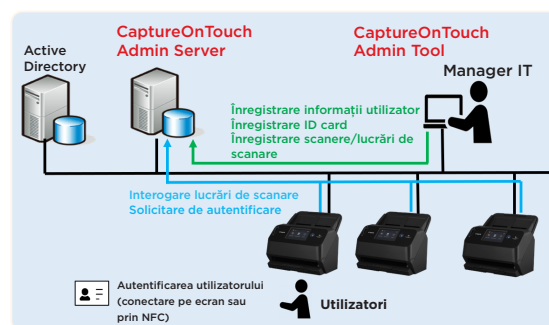 Active
Directory
CaptureOnTouch
Admin Server
CaptureOnTouch
Admin Tool
Manager IT
Înregistrare informații utilizator
Înregistrare ID card
Înregistrare scanere/lucrări de
scanare
Interogare lucrări de scanare
Solicitare de autentificare
Autentificarea utilizatorului
(conectare pe ecran sau
prin NFC)
Utilizatori